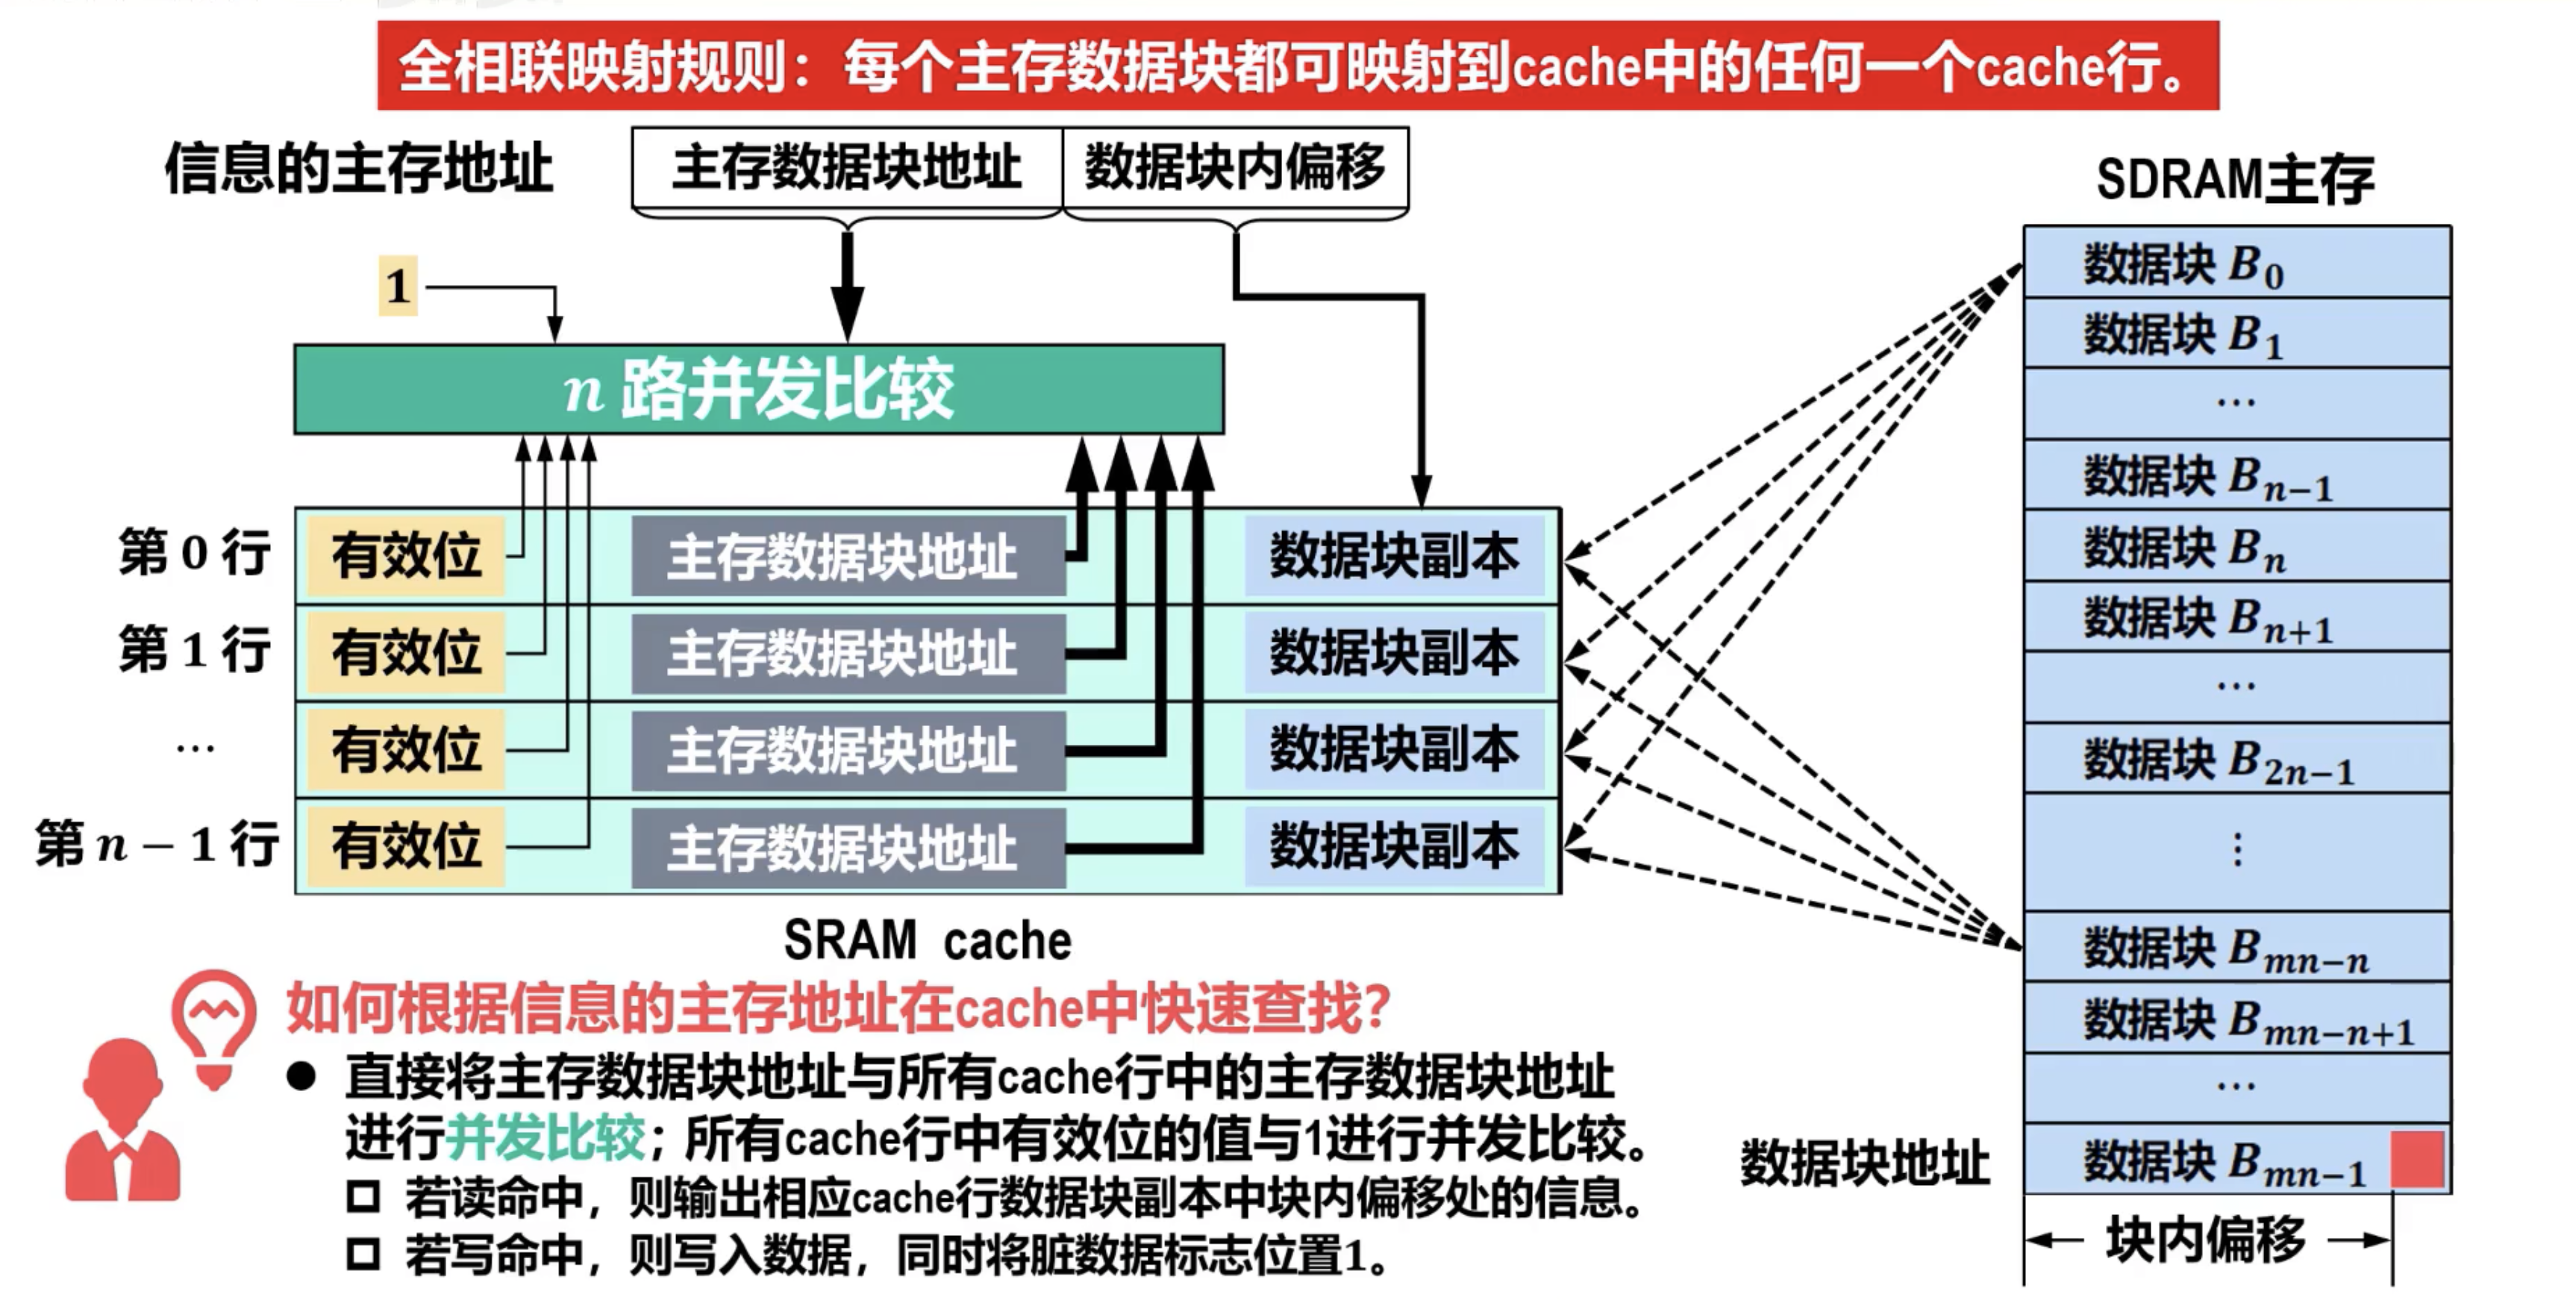 全相联映射规则：每个主存数据块都可映射到cache中的任何一个cache行。
信息的主存地址
主存数据块地址
数据块内偏移
1
n 路并发比较
第 0 行
有效位
主存数据块地址
数据块副本
第 1 行
有效位
主存数据块地址
数据块副本
…
有效位
主存数据块地址
数据块副本
第 n − 1 行
有效位
主存数据块地址
数据块副本
SRAM cache
SDRAM主存
数据块 B0
数据块 B1
…
数据块 Bn−1
数据块 Bn
数据块 Bn+1
…
数据块 B2n−1
⋮
数据块 Bmn−n
数据块 Bmn−n+1
…
数据块地址
数据块 Bmn−1
块内偏移
如何根据信息的主存地址在cache中快速查找？
● 直接将主存数据块地址与所有cache行中的主存数据块地址
进行并发比较；所有cache行中有效位的值与1进行并发比较。
若读命中，则输出相应cache行数据块副本中块内偏移处的信息。
若写命中，则写入数据，同时将脏数据标志位置1。